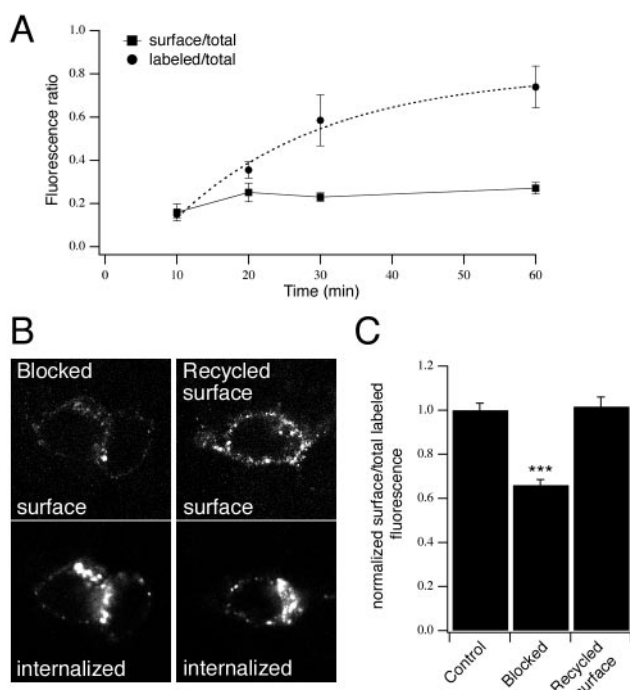 A
surface/total
labeled/total
Fluorescence ratio
1.0
0.8
0.6
0.4
0.2
0.0
0 10 20 30 40 50 60
Time (min)
B
Blocked
surface
Recycled
surface
surface
internalized
internalized
C
normalized surface/total labeled
fluorescence
1.2
1.0
0.8
0.6
0.4
0.2
0.0
***
Control
Blocked
Recycled
surface